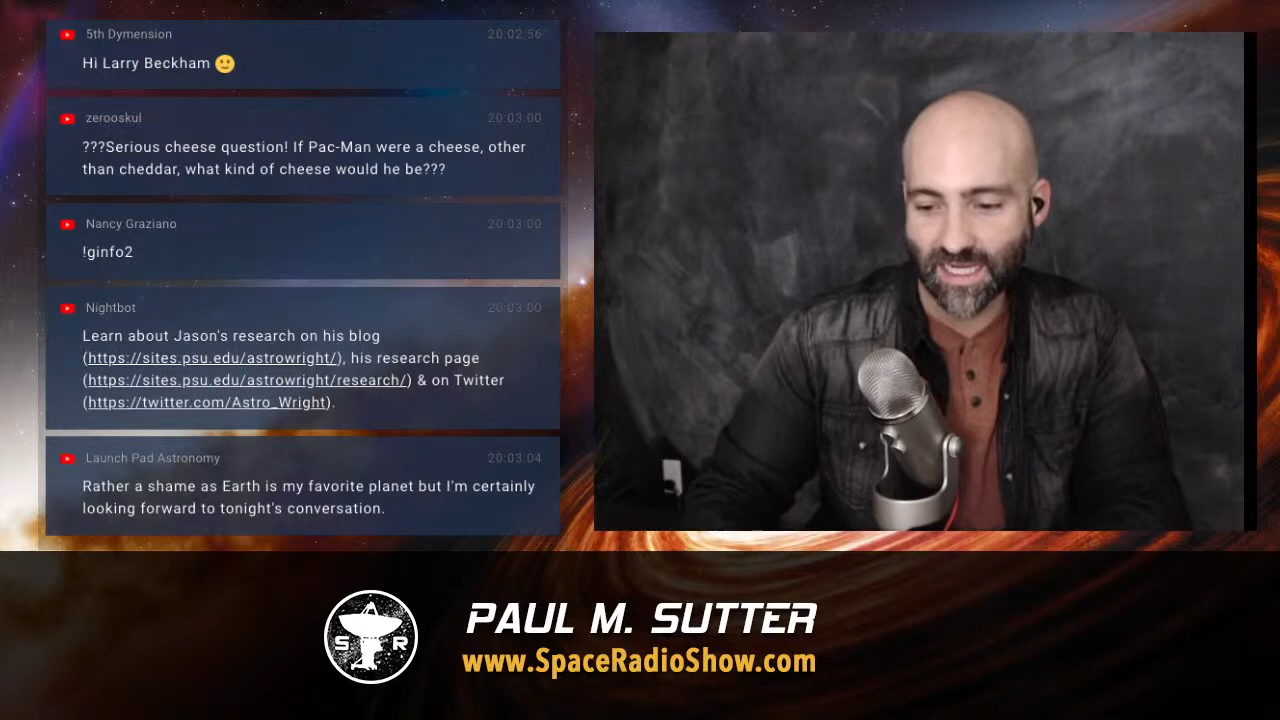 5th Dymension 20:02:56
Hi Larry Beckham 🙂
zerooskul 20:03:00
???Serious cheese question! If Pac-Man were a cheese, other
than cheddar, what kind of cheese would he be???
Nancy Graziano 20:03:00
!ginfo2
Nightbot 20:03:00
Learn about Jason's research on his blog
(https://sites.psu.edu/astrowright/), his research page
(https://sites.psu.edu/astrowright/research/) & on Twitter
(https://twitter.com/Astro_Wright).
Launch Pad Astronomy 20:03:04
Rather a shame as Earth is my favorite planet but I'm certainly
looking forward to tonight's conversation.
S R
PAUL M. SUTTER
www.SpaceRadioShow.com